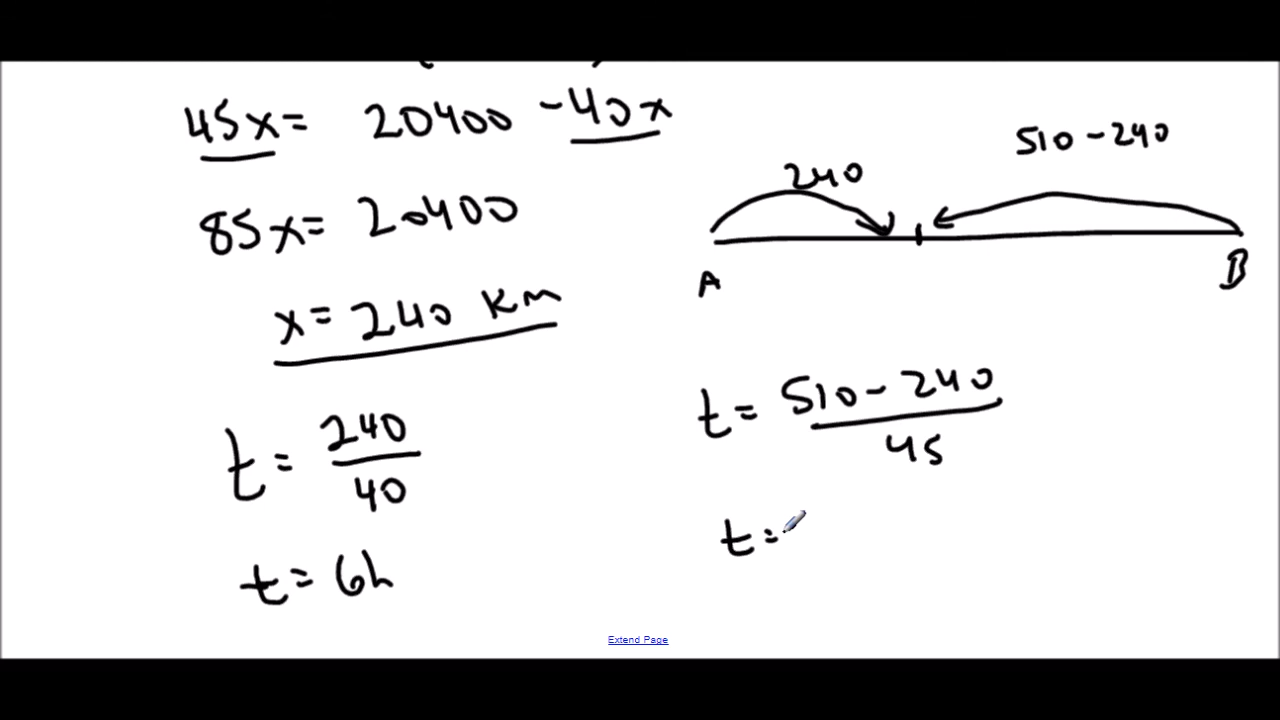 45x = 20400 - 40x
85x = 20400
x = 240 km
t = 240/40
t = 6h
510 - 240
240
A
B
t = 510 - 240/45
t =
Extend Page